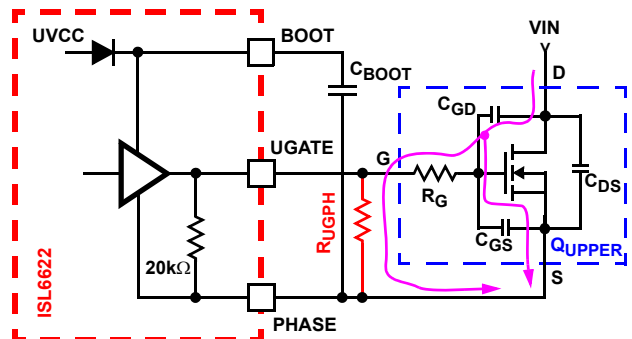 UVCC
BOOT
VIN
CBOOT
D
CGD
UGATE
G
RG
CDS
RUGPH
CGS
QUPPER
20kΩ
S
ISL6622
PHASE